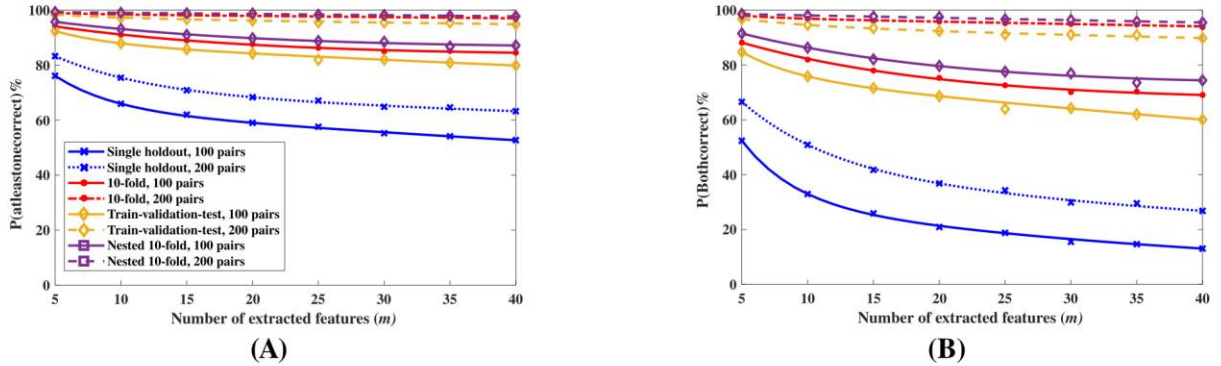 P(atleastonecorrect)%
100
80
60
40
20
0
Single holdout, 100 pairs
Single holdout, 200 pairs
10-fold, 100 pairs
10-fold, 200 pairs
Train-validation-test, 100 pairs
Train-validation-test, 200 pairs
Nested 10-fold, 100 pairs
Nested 10-fold, 200 pairs
5 10 15 20 25 30 35 40
Number of extracted features (m)
(A)
P(Bothcorrect)%
100
80
60
40
20
0
5 10 15 20 25 30 35 40
Number of extracted features (m)
(B)